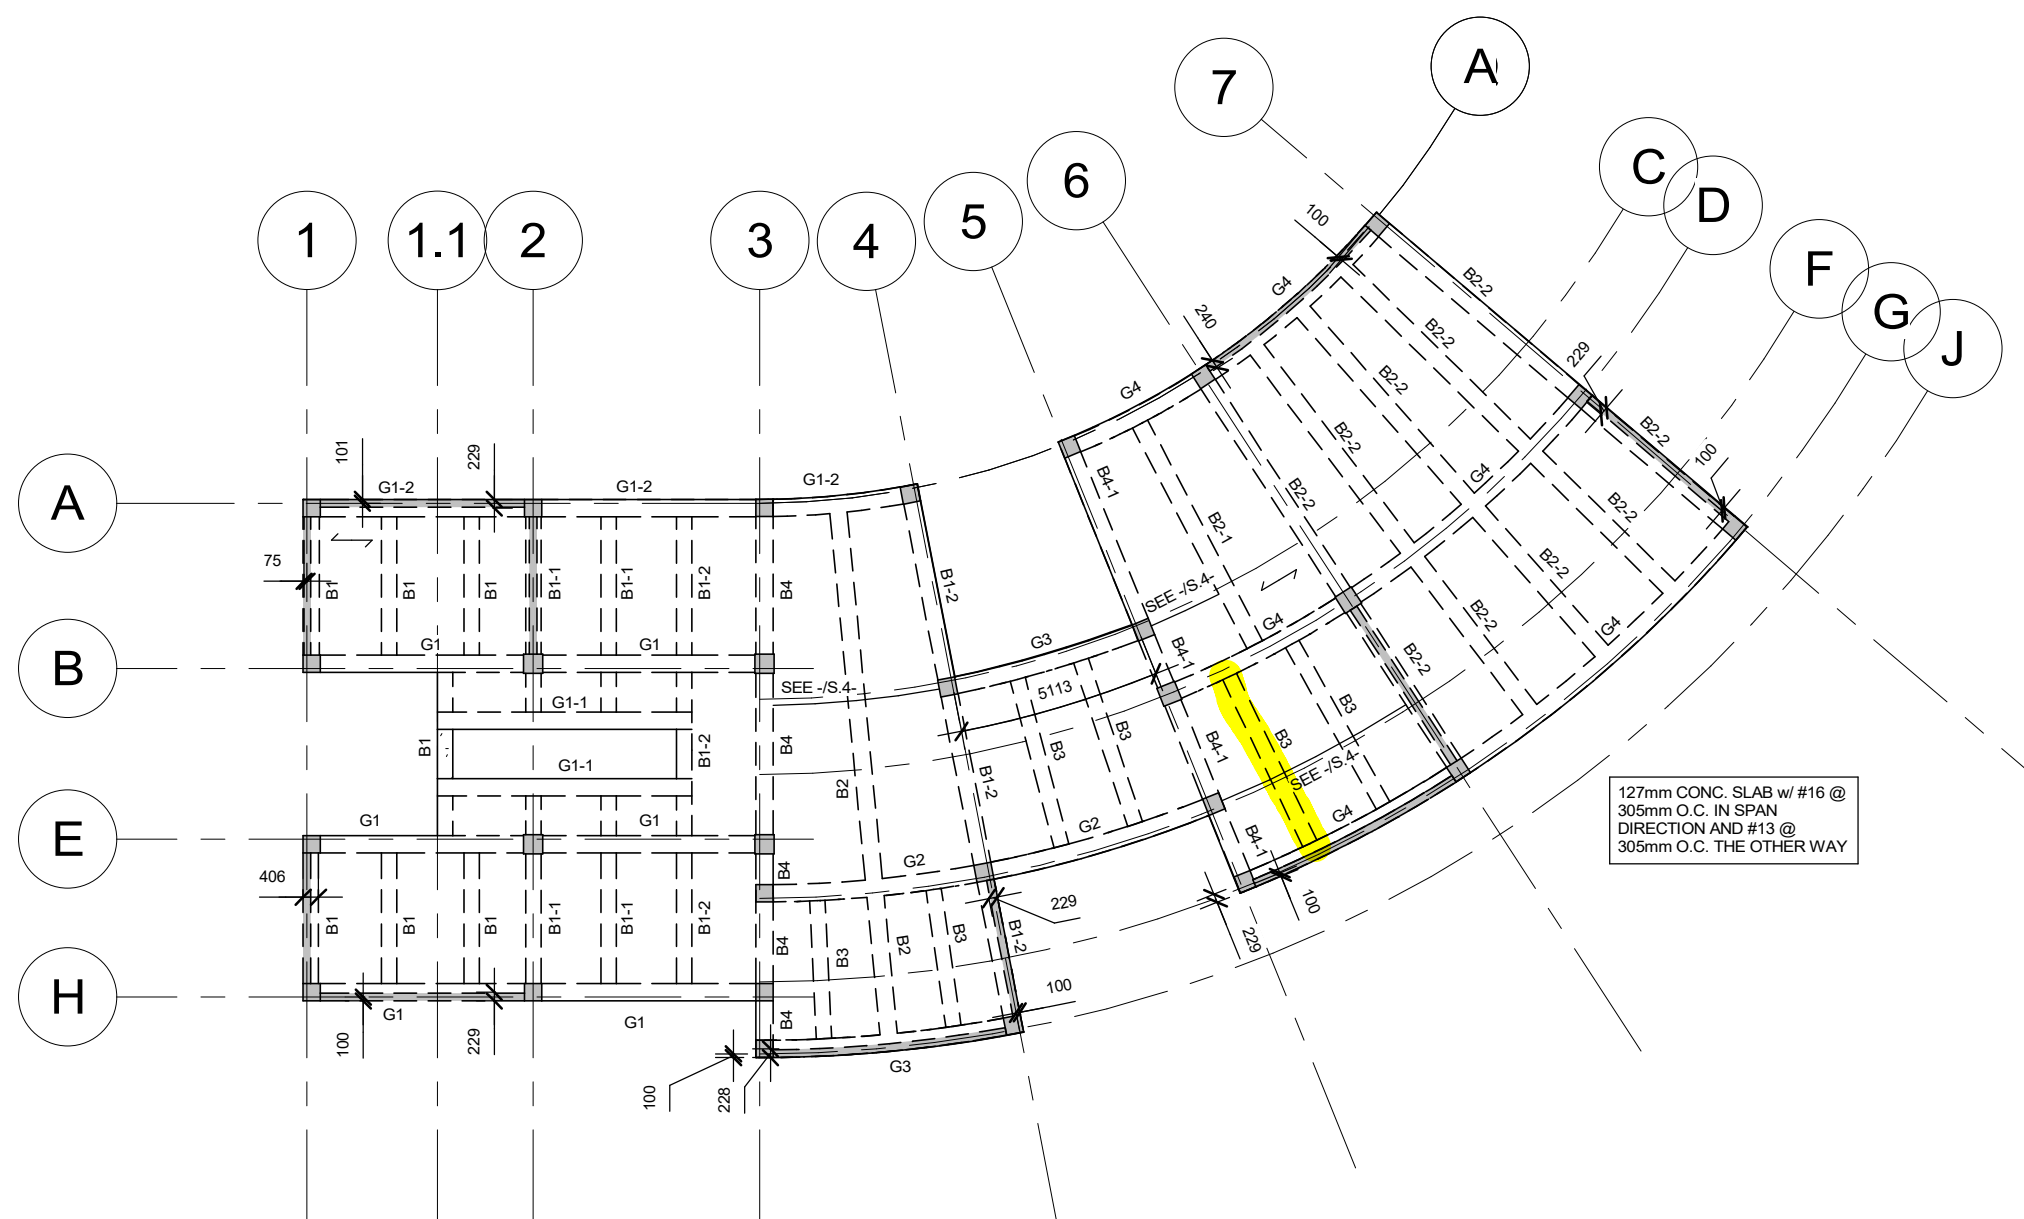 A
7
C
6
D
1
1.1
2
3
4
5
F
G
J
100
G4
B2-2
240
B2-2
229
G4
B2-2
B2-2
B2-2
100
101
229
G1-2
G1-2
G1-2
A
B4-1
B2-1
B2-2
G4
B2-2
B2-2
75
B1
B1
B1
B1-1
B1-1
B1-2
B4
B1-2
SEE -/S.4-
B2-2
B
G1
G1
G3
B4-1
G4
B2-2
G4
SEE -/S.4-
5113
B2-2
G1-1
B1
B1-2
B4
B3
B3
B4-1
B3
B3
G1-1
B2
B1-2
SEE -/S.4-
127mm CONC. SLAB w/ #16 @
305mm O.C. IN SPAN
DIRECTION AND #13 @
305mm O.C. THE OTHER WAY
E
G1
G1
G2
G2
G4
B4-1
406
B4
229
100
B1
B1
B1
B1-1
B1-1
B1-2
B4
B3
B2
B3
B1-2
229
H
G1
G1
B4
100
100
229
G3
100
228